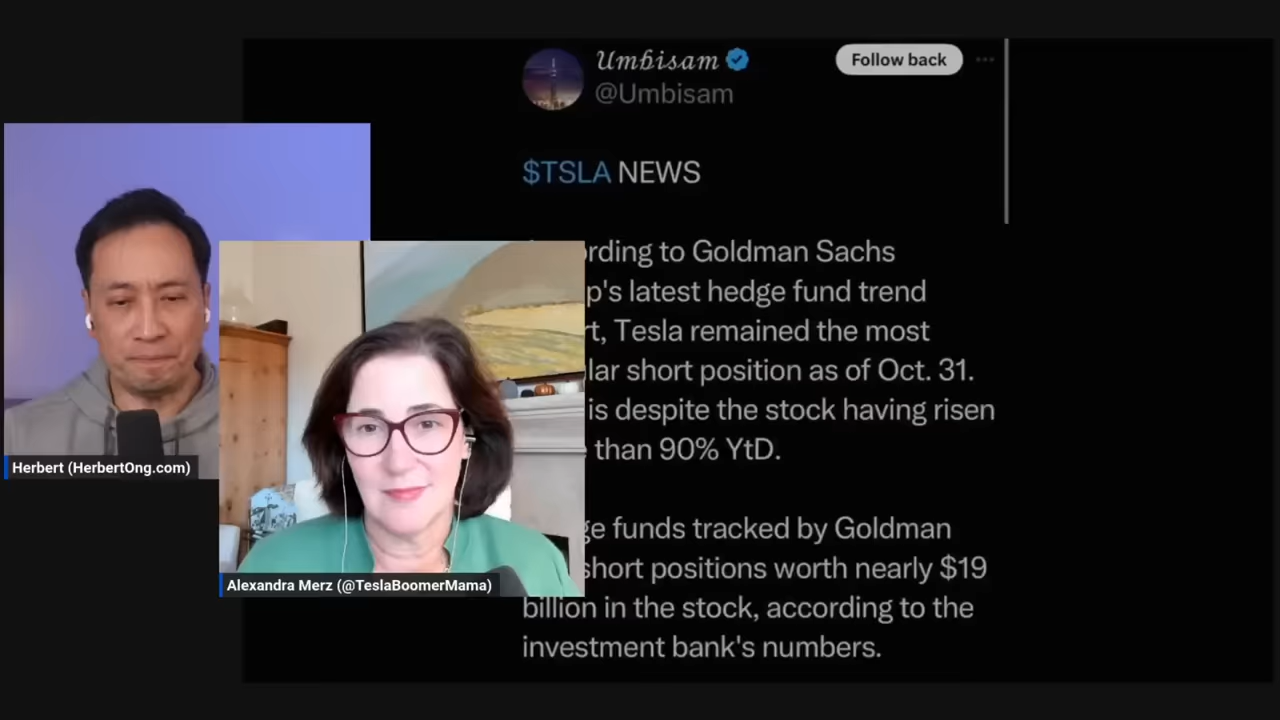 Umbisam
@Umbisam
Follow back
$TSLA NEWS
rding to Goldman Sachs
p's latest hedge fund trend
rt, Tesla remained the most
lar short position as of Oct. 31.
is despite the stock having risen
than 90% YtD.
ge funds tracked by Goldman
short positions worth nearly $19
billion in the stock, according to the
investment bank's numbers.
Herbert (HerbertOng.com)
Alexandra Merz (@TeslaBoomerMama)